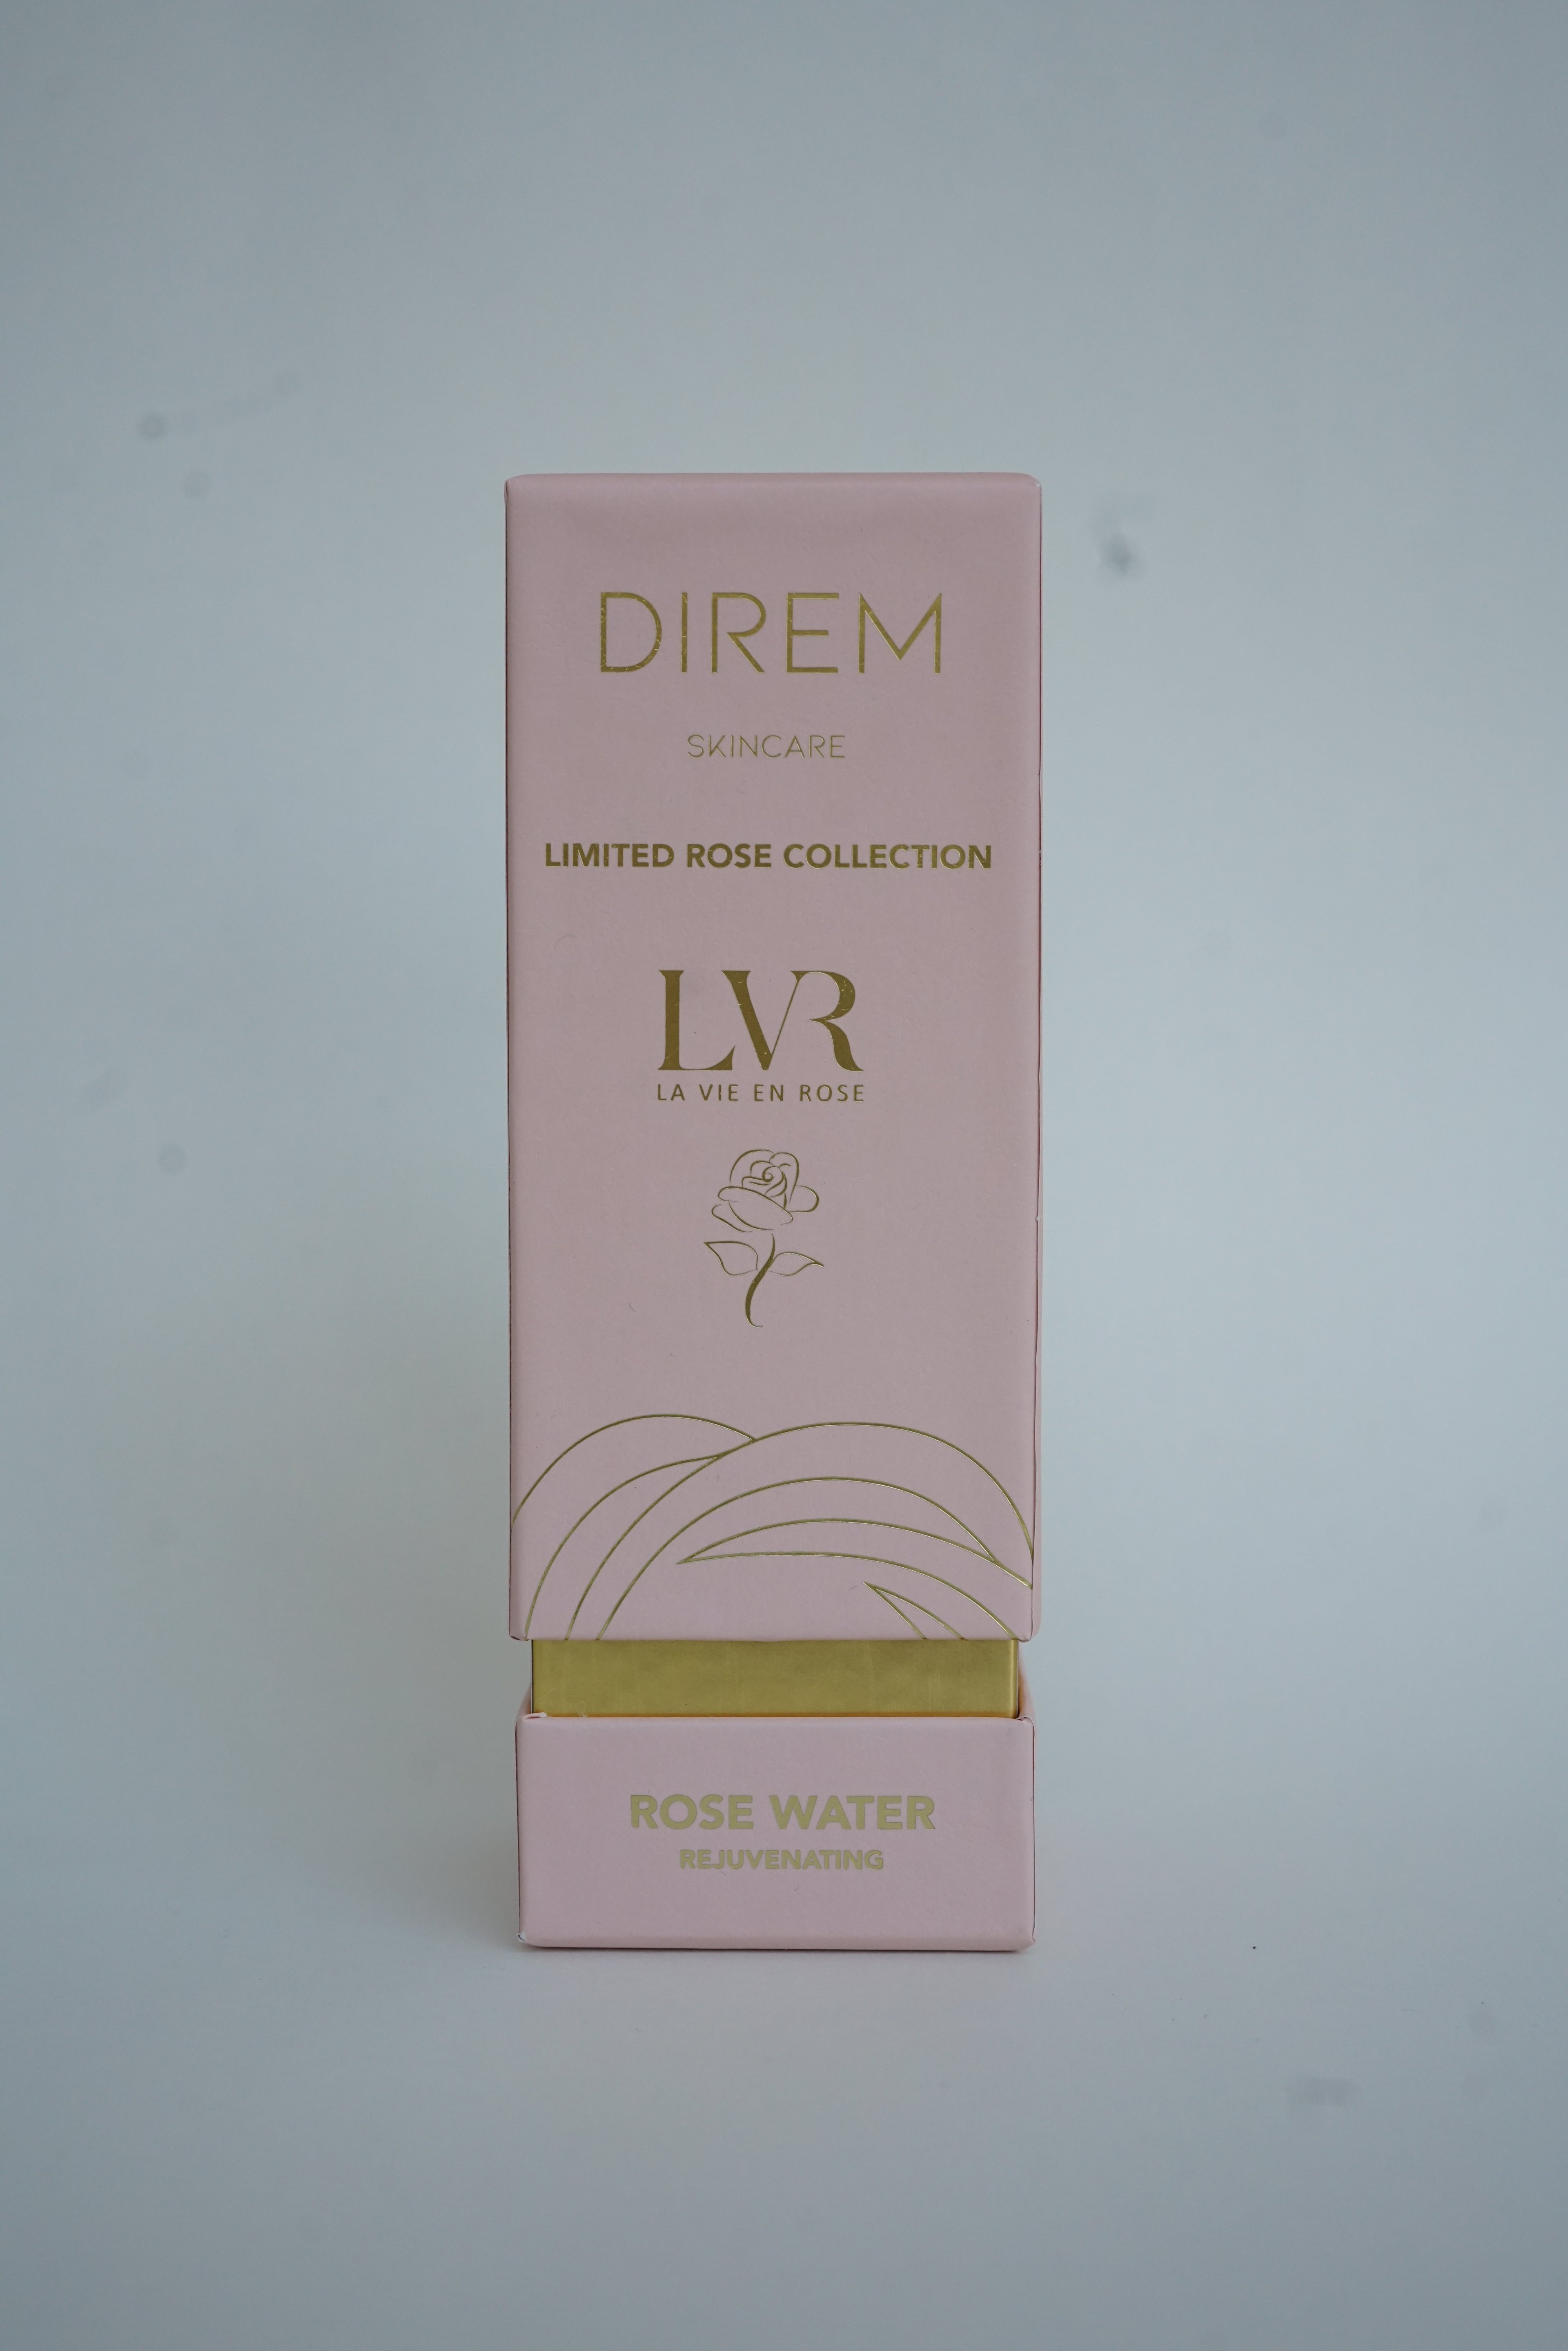 DIREM
SKINCARE
LIMITED ROSE COLLECTION
LVR
LA VIE EN ROSE
ROSE WATER
REJUVENATING